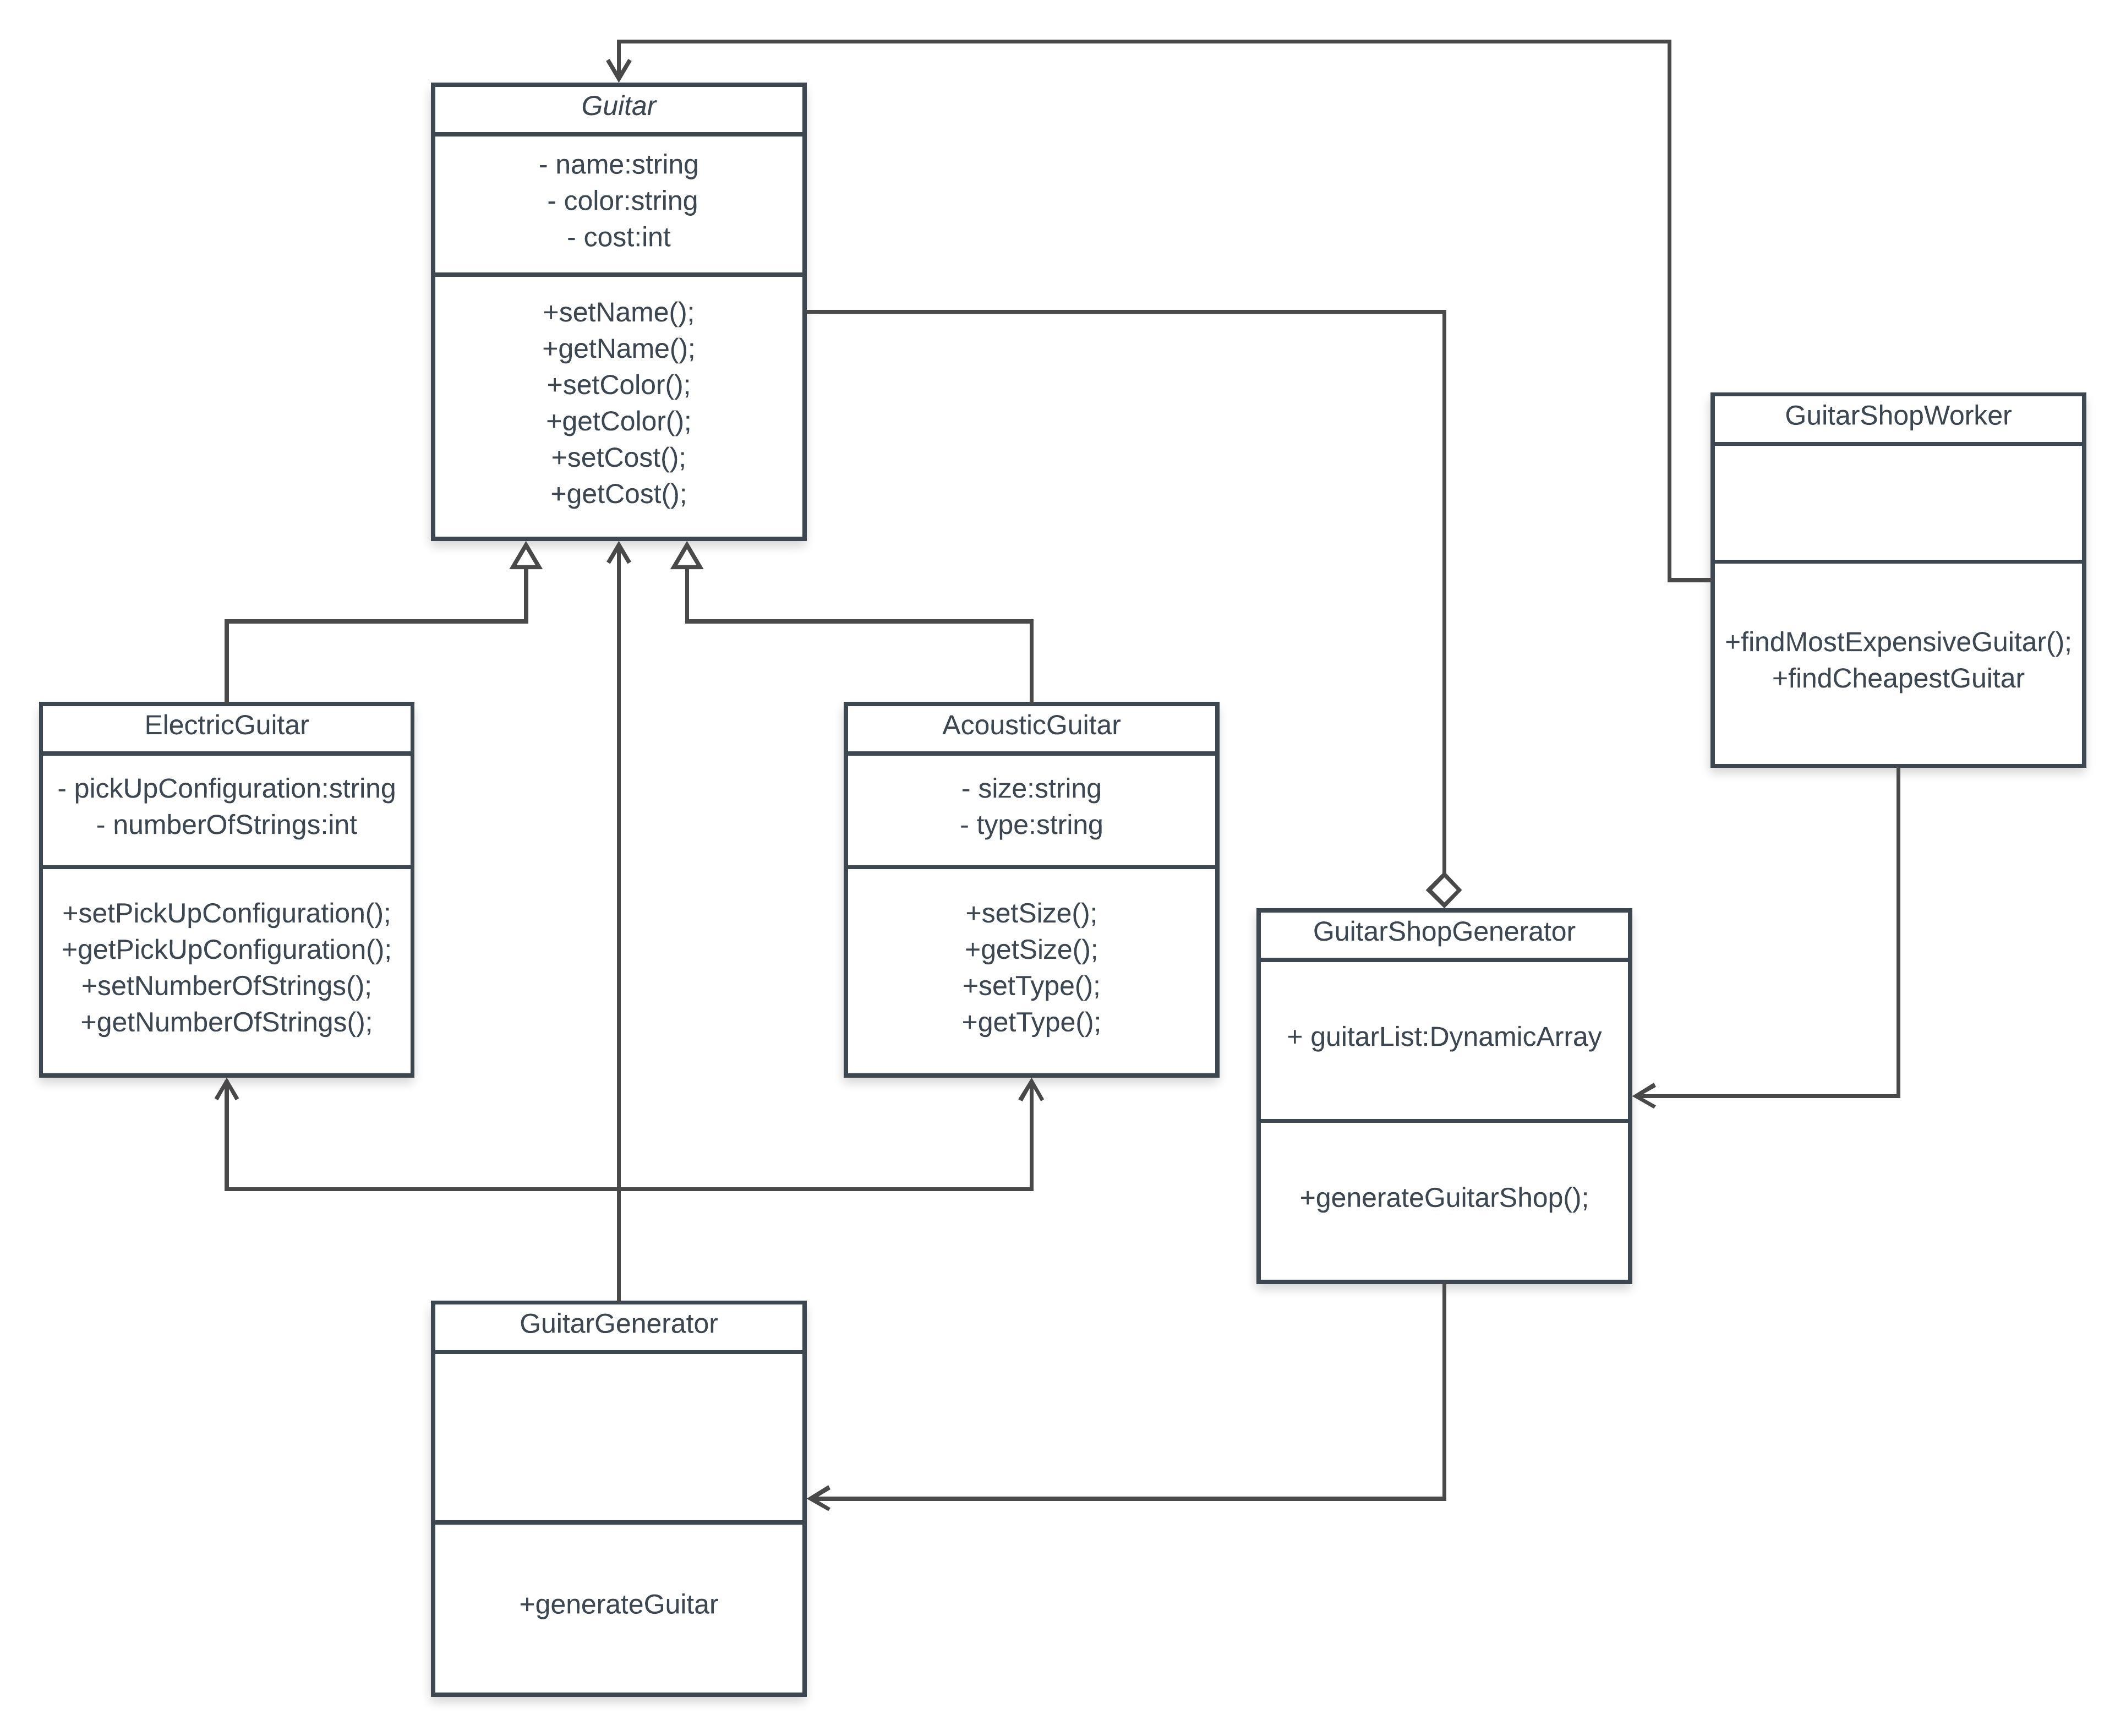 Guitar
- name:string
- color:string
- cost:int
+setName();
+getName();
+setColor();
+getColor();
+setCost();
+getCost();
GuitarShopWorker
+findMostExpensiveGuitar();
+findCheapestGuitar
ElectricGuitar
- pickUpConfiguration:string
- numberOfStrings:int
+setPickUpConfiguration();
+getPickUpConfiguration();
+setNumberOfStrings();
+getNumberOfStrings();
AcousticGuitar
- size:string
- type:string
+setSize();
+getSize();
+setType();
+getType();
GuitarShopGenerator
+ guitarList:DynamicArray
+generateGuitarShop();
GuitarGenerator
+generateGuitar